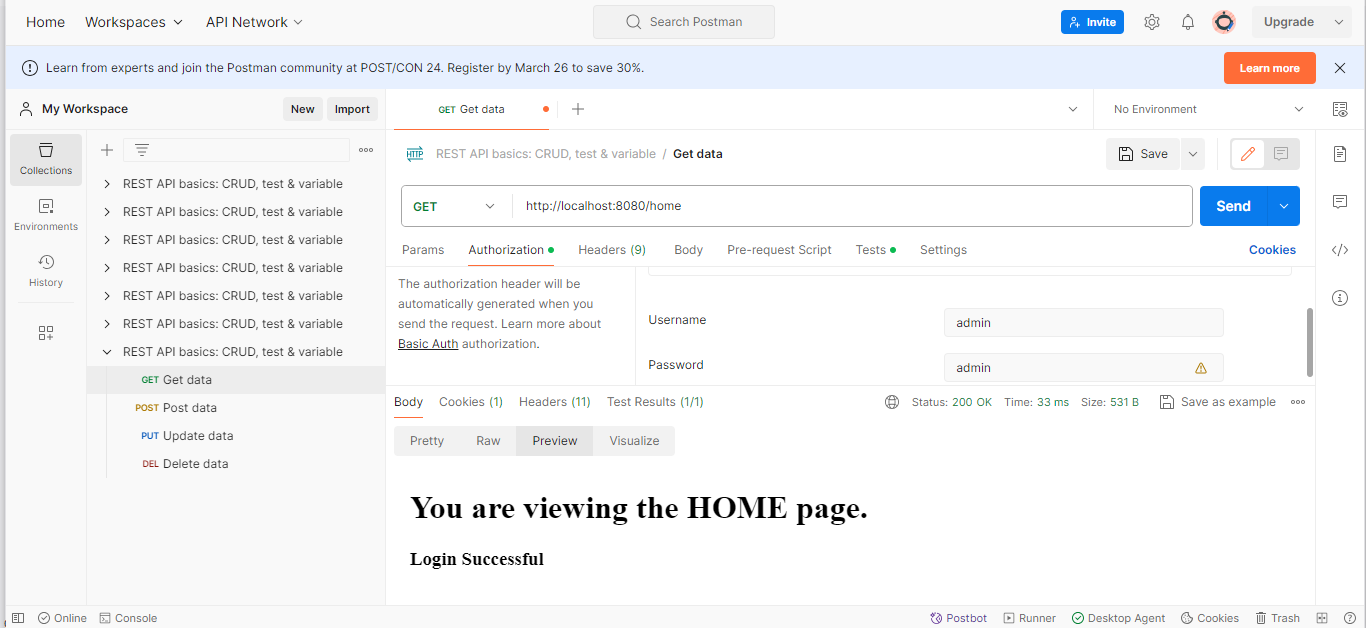 Home Workspaces API Network Search Postman Invite Upgrade
Learn from experts and join the Postman community at POST/CON 24. Register by March 26 to save 30%. Learn more
My Workspace New Import
GET Get data No Environment
Collections
Environments
History
REST API basics: CRUD, test & variable
REST API basics: CRUD, test & variable
REST API basics: CRUD, test & variable
REST API basics: CRUD, test & variable
REST API basics: CRUD, test & variable
REST API basics: CRUD, test & variable
REST API basics: CRUD, test & variable
GET Get data
POST Post data
PUT Update data
DEL Delete data
HTTP REST API basics: CRUD, test & variable / Get data Save
GET http://localhost:8080/home Send
Params Authorization Headers (9) Body Pre-request Script Tests Settings Cookies
The authorization header will be
automatically generated when you
send the request. Learn more about
Basic Auth authorization.
Username admin
Password admin
Body Cookies (1) Headers (11) Test Results (1/1) Status: 200 OK Time: 33 ms Size: 531 B Save as example
Pretty Raw Preview Visualize
You are viewing the HOME page.
Login Successful
Online Console Postbot Runner Desktop Agent Cookies Trash